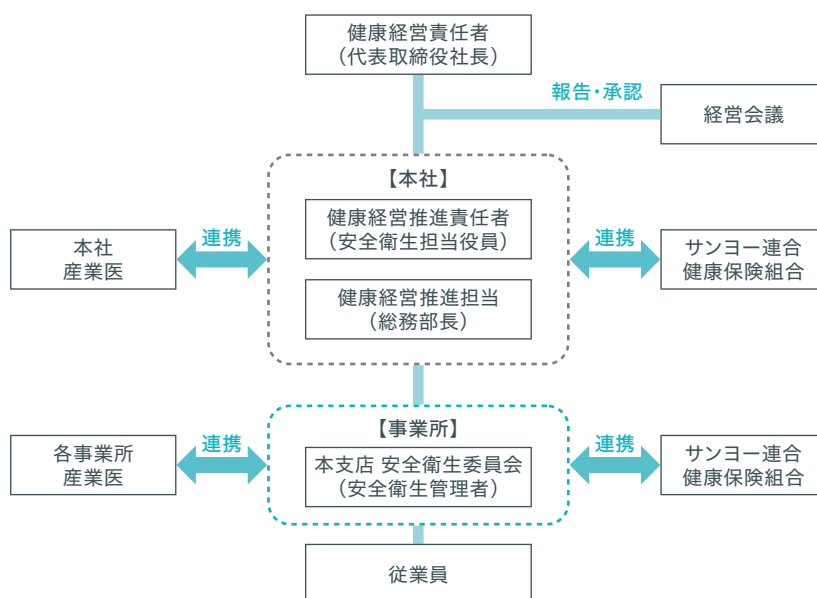 健康経営責任者
（代表取締役社長）
報告・承認
経営会議
【本社】
健康経営推進責任者
（安全衛生担当役員）
本社
産業医
連携
連携
サンヨー連合
健康保険組合
健康経営推進担当
（総務部長）
【事業所】
各事業所
産業医
連携
本支店 安全衛生委員会
（安全衛生管理者）
連携
サンヨー連合
健康保険組合
従業員